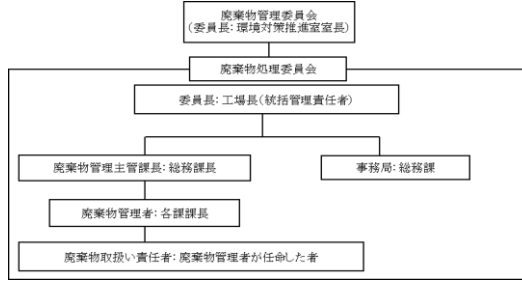 廃棄物管理委員会
(委員長：環境対策推進室室長)
廃棄物処理委員会
委員長：工場長(統括管理責任者)
廃棄物管理主管課長：総務課長
事務局：総務課
廃棄物管理者：各課課長
廃棄物取扱い責任者：廃棄物管理者が任命した者